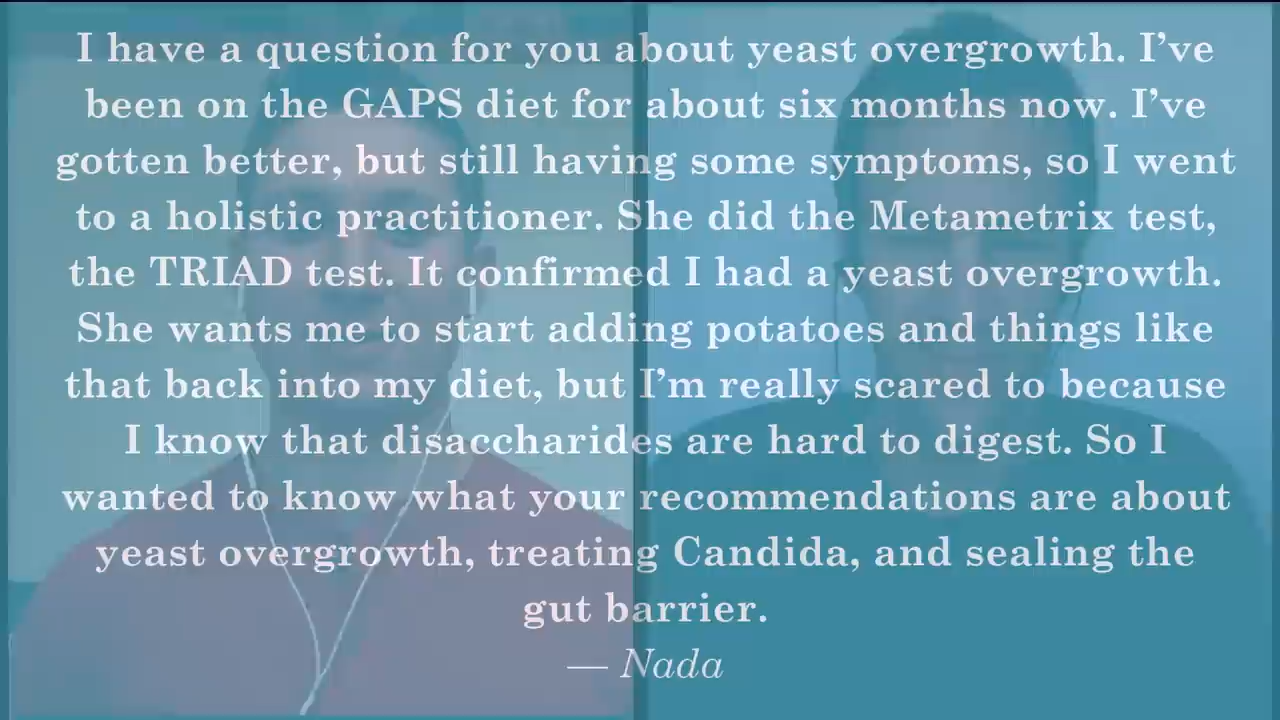 I have a question for you about yeast overgrowth. I’ve
been on the GAPS diet for about six months now. I’ve
gotten better, but still having some symptoms, so I went
to a holistic practitioner. She did the Metametrix test,
the TRIAD test. It confirmed I had a yeast overgrowth.
She wants me to start adding potatoes and things like
that back into my diet, but I’m really scared to because
I know that disaccharides are hard to digest. So I
wanted to know what your recommendations are about
yeast overgrowth, treating Candida, and sealing the
gut barrier.
— Nada